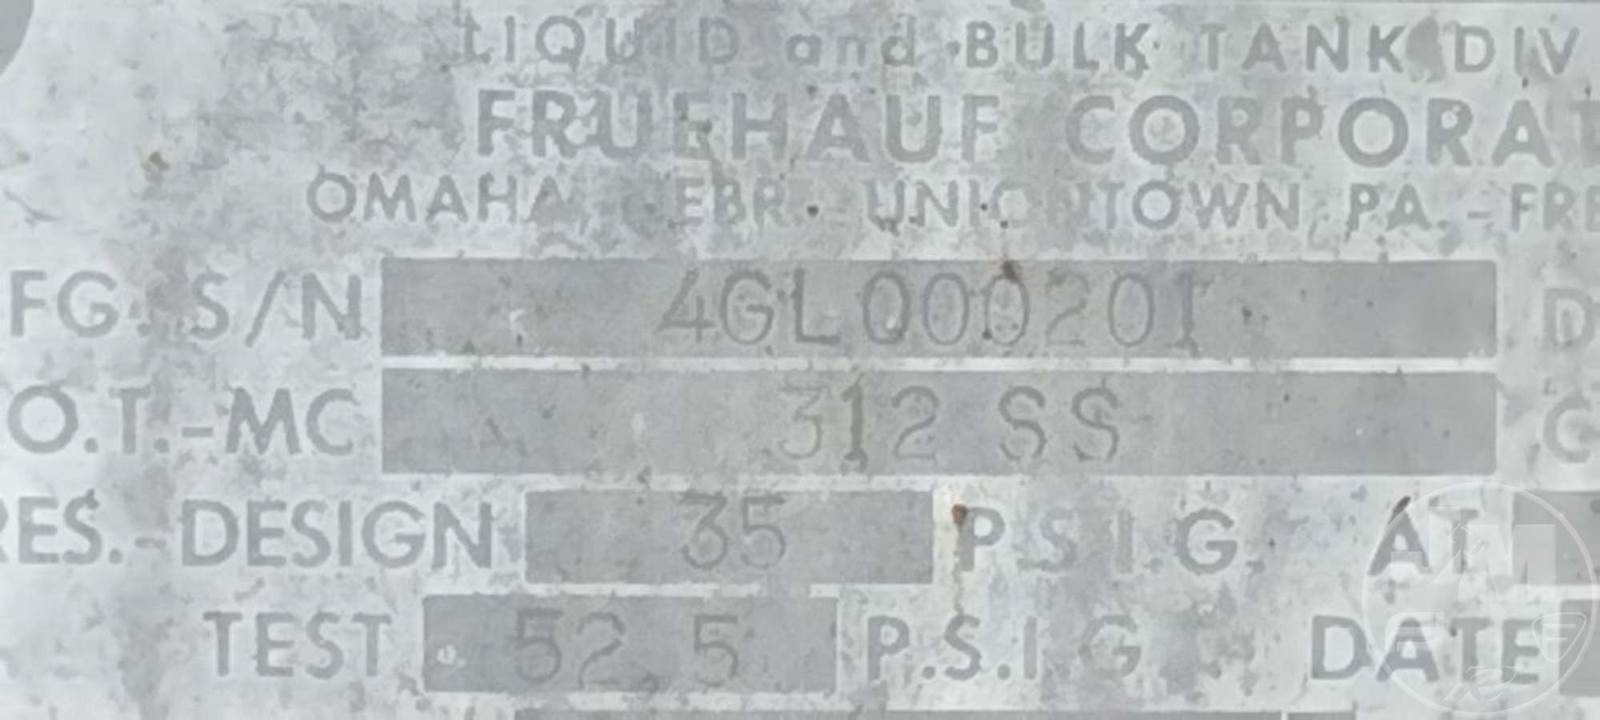 LIQUID and BULK TANK DIV
FRUEHAUF CORPORAT
OMAHA, NEBR. UNIONTOWN, PA.-FRE
FG. S/N 4GL000201 D
O.T.-MC 312 SS C
RES.-DESIGN 35 P.S.I.G. AT
TEST 52.5 P.S.I.G. DATE